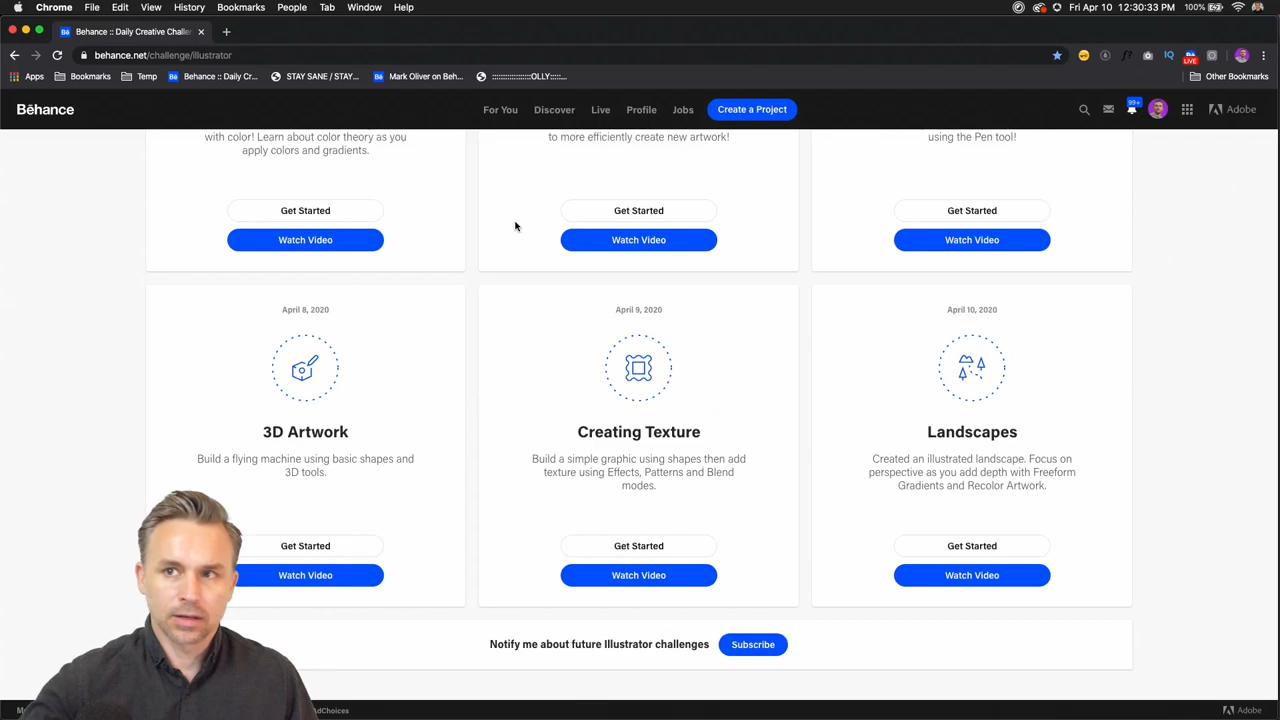 Chrome File Edit View History Bookmarks People Tab Window Help Fri Apr 10 12:30:33 PM 100%
Behance :: Daily Creative Challe
behance.net/challenge/illustrator
Apps Bookmarks Temp Behance :: Daily Cr... STAY SANE / STAY... Mark Oliver on Beh... :::::::::::::::::OLLY:::::... Other Bookmarks
LIVE
Bēhance For You Discover Live Profile Jobs Create a Project 99+ Adobe
with color! Learn about color theory as you
apply colors and gradients.
Get Started
Watch Video
to more efficiently create new artwork!
Get Started
Watch Video
using the Pen tool!
Get Started
Watch Video
April 8, 2020
3D Artwork
Build a flying machine using basic shapes and
3D tools.
Get Started
Watch Video
April 9, 2020
Creating Texture
Build a simple graphic using shapes then add
texture using Effects, Patterns and Blend
modes.
Get Started
Watch Video
April 10, 2020
Landscapes
Created an illustrated landscape. Focus on
perspective as you add depth with Freeform
Gradients and Recolor Artwork.
Get Started
Watch Video
Notify me about future Illustrator challenges Subscribe
AdChoices Adobe